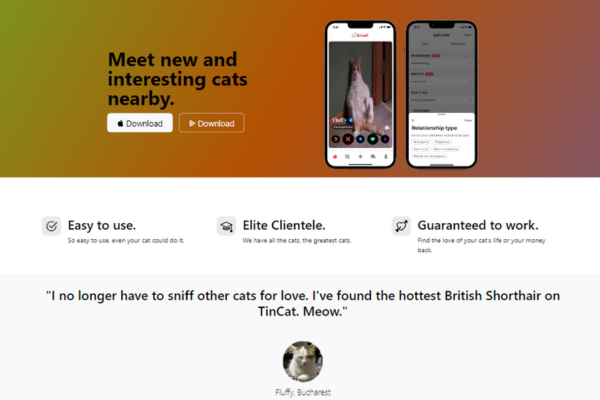 Meet new and
interesting cats
nearby.
Download
Download
Fluffy
Relationship type
Easy to use.
So easy to use, even your cat could do it.
Elite Clientele.
We have all the cats, the greatest cats.
Guaranteed to work.
Find the love of your cat's life or your money
back.
"I no longer have to sniff other cats for love. I've found the hottest British Shorthair on
TinCat. Meow."
Fluffy, Bucharest